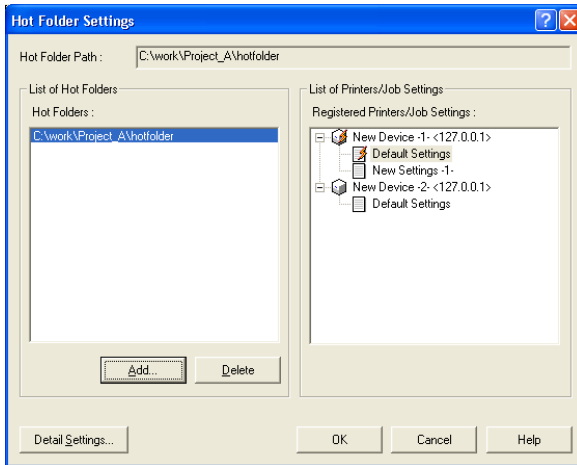 Hot Folder Settings
Hot Folder Path :
C:\work\Project_A\hotfolder
List of Hot Folders
Hot Folders :
C:\work\Project_A\hotfolder
Add...
Delete
List of Printers/Job Settings
Registered Printers/Job Settings :
New Device -1- <127.0.0.1>
Default Settings
New Settings -1-
New Device -2- <127.0.0.1>
Default Settings
Detail Settings...
OK
Cancel
Help